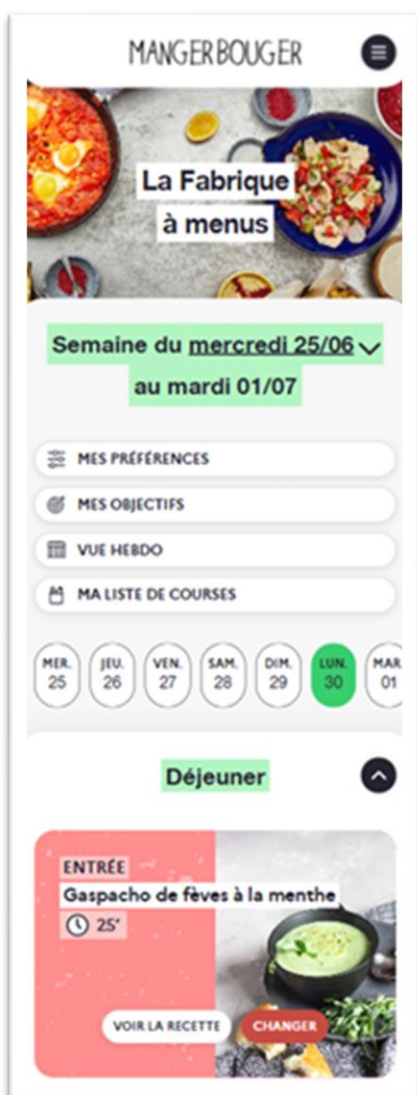 MANGER BOUGER
La Fabrique
à menus
Semaine du mercredi 25/06
au mardi 01/07
MES PRÉFÉRENCES
MES OBJECTIFS
VUE HEBDO
MA LISTE DE COURSES
MER. JEU. VEN. SAM. DIM. LUN. MAR
25 26 27 28 29 30 01
Déjeuner
ENTRÉE
Gaspacho de fèves à la menthe
25'
VOIR LA RECETTE CHANGER